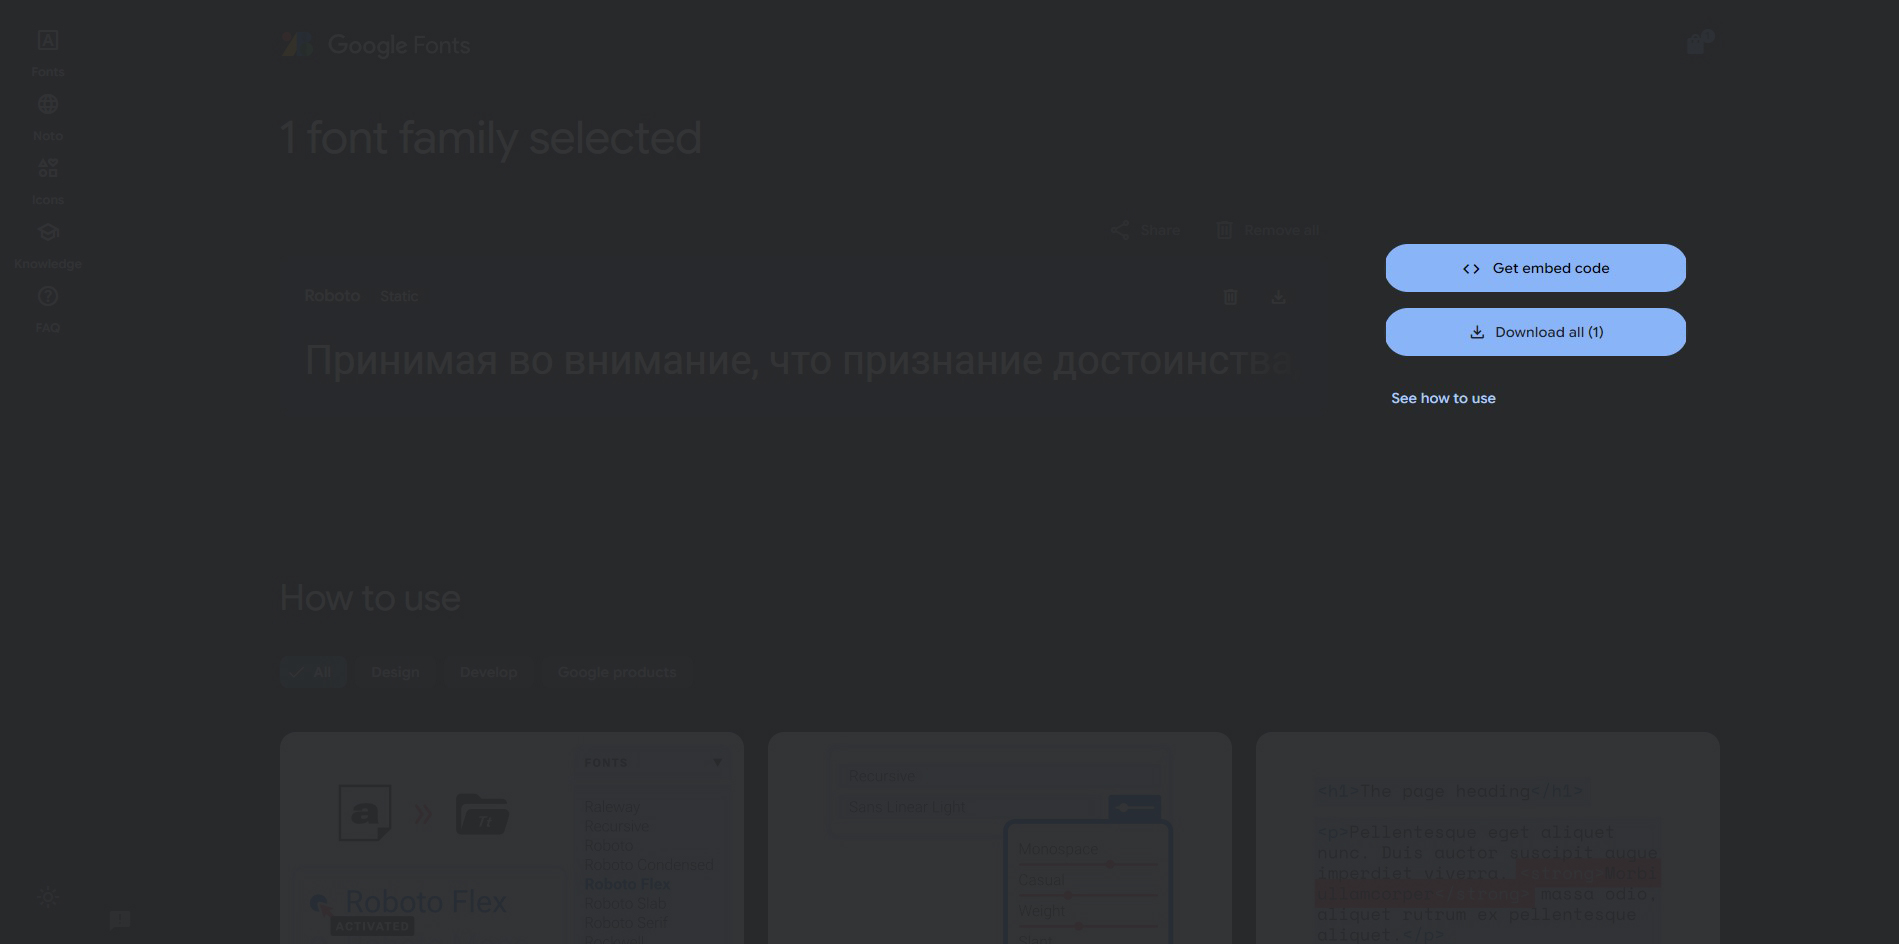 Fonts
Noto
Icons
Knowledge
FAQ
Google Fonts
1 font family selected
Share
Remove all
Roboto Static
Принимая во внимание, что признание достоинства
Get embed code
Download all (1)
See how to use
How to use
All
Design
Develop
Google products
a
Tt
FONTS
Raleway
Recursive
Roboto
Roboto Condensed
Roboto Flex
Roboto Slab
Roboto Serif
Rockwell
Roboto Flex
ACTIVATED
Recursive
Sans Linear Light
Monospace
Casual
Weight
Slant
<h1>The page heading</h1>
<p>Pellentesque eget aliquet
nunc. Duis auctor suscipit augue
imperdiet viverra. <strong>Morbi
</strong> massa odio,
aliquet rutrum ex pellentesque
aliquet.</p>